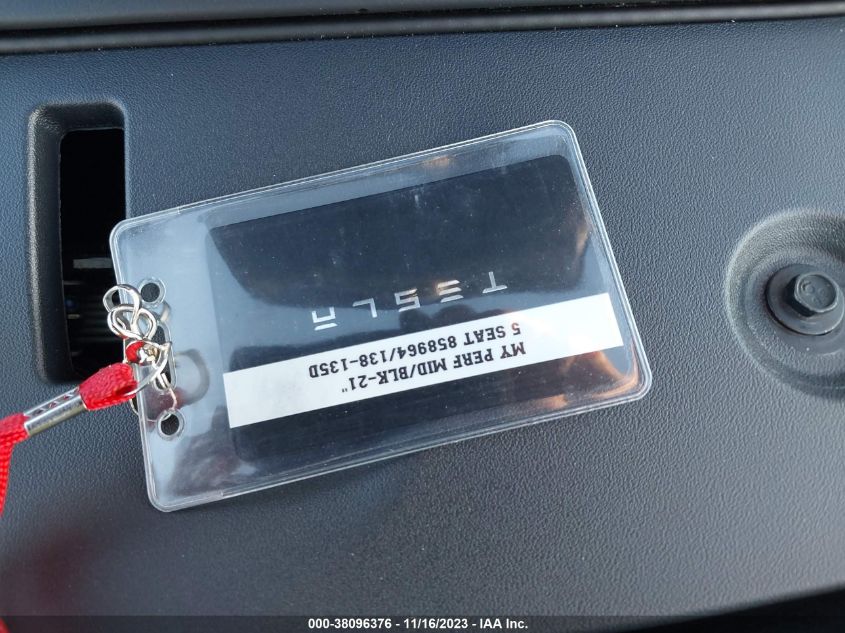 TESLA
MY PERF MID/BLK-21"
5 SEAT 858964/138-135D
000-38096376 - 11/16/2023 - IAA Inc.